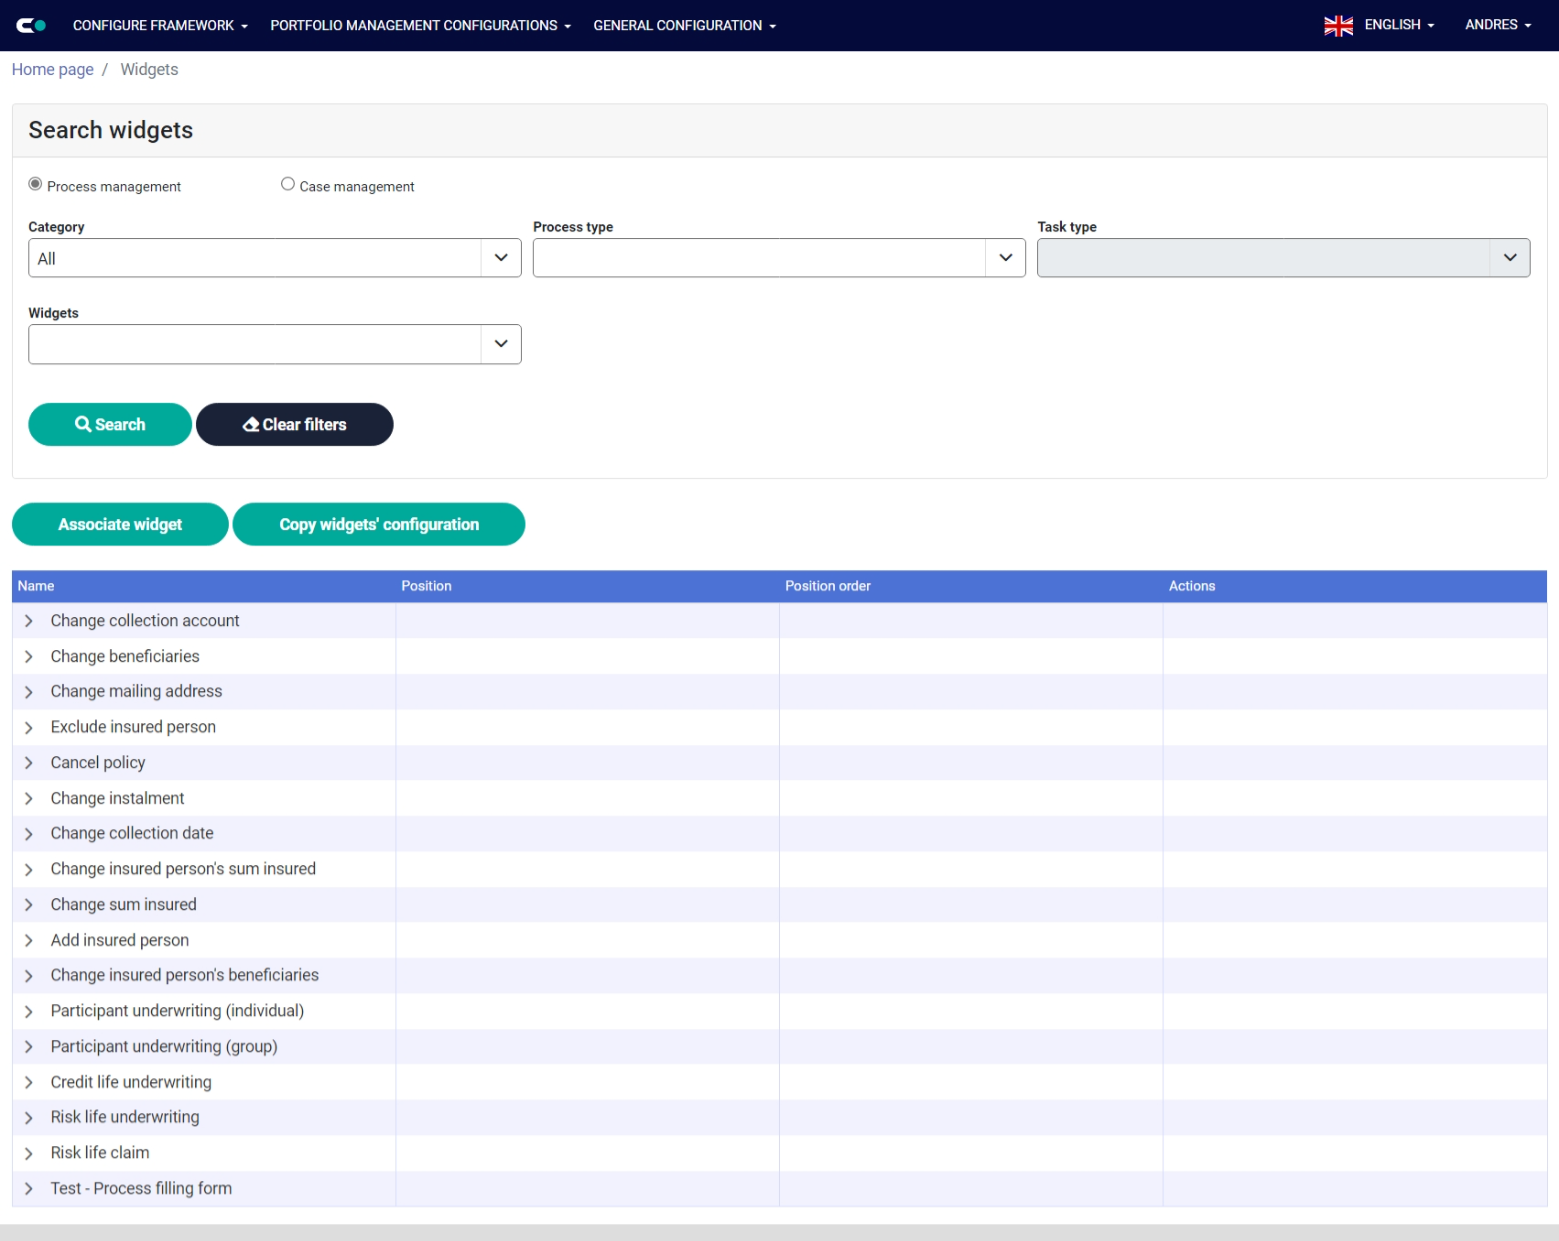 CONFIGURE FRAMEWORK PORTFOLIO MANAGEMENT CONFIGURATIONS GENERAL CONFIGURATION ENGLISH ANDRES
Home page / Widgets
Search widgets
Process management Case management
Category Process type Task type
All
Widgets
Search Clear filters
Associate widget Copy widgets' configuration
Name Position Position order Actions
Change collection account
Change beneficiaries
Change mailing address
Exclude insured person
Cancel policy
Change instalment
Change collection date
Change insured person's sum insured
Change sum insured
Add insured person
Change insured person's beneficiaries
Participant underwriting (individual)
Participant underwriting (group)
Credit life underwriting
Risk life underwriting
Risk life claim
Test - Process filling form